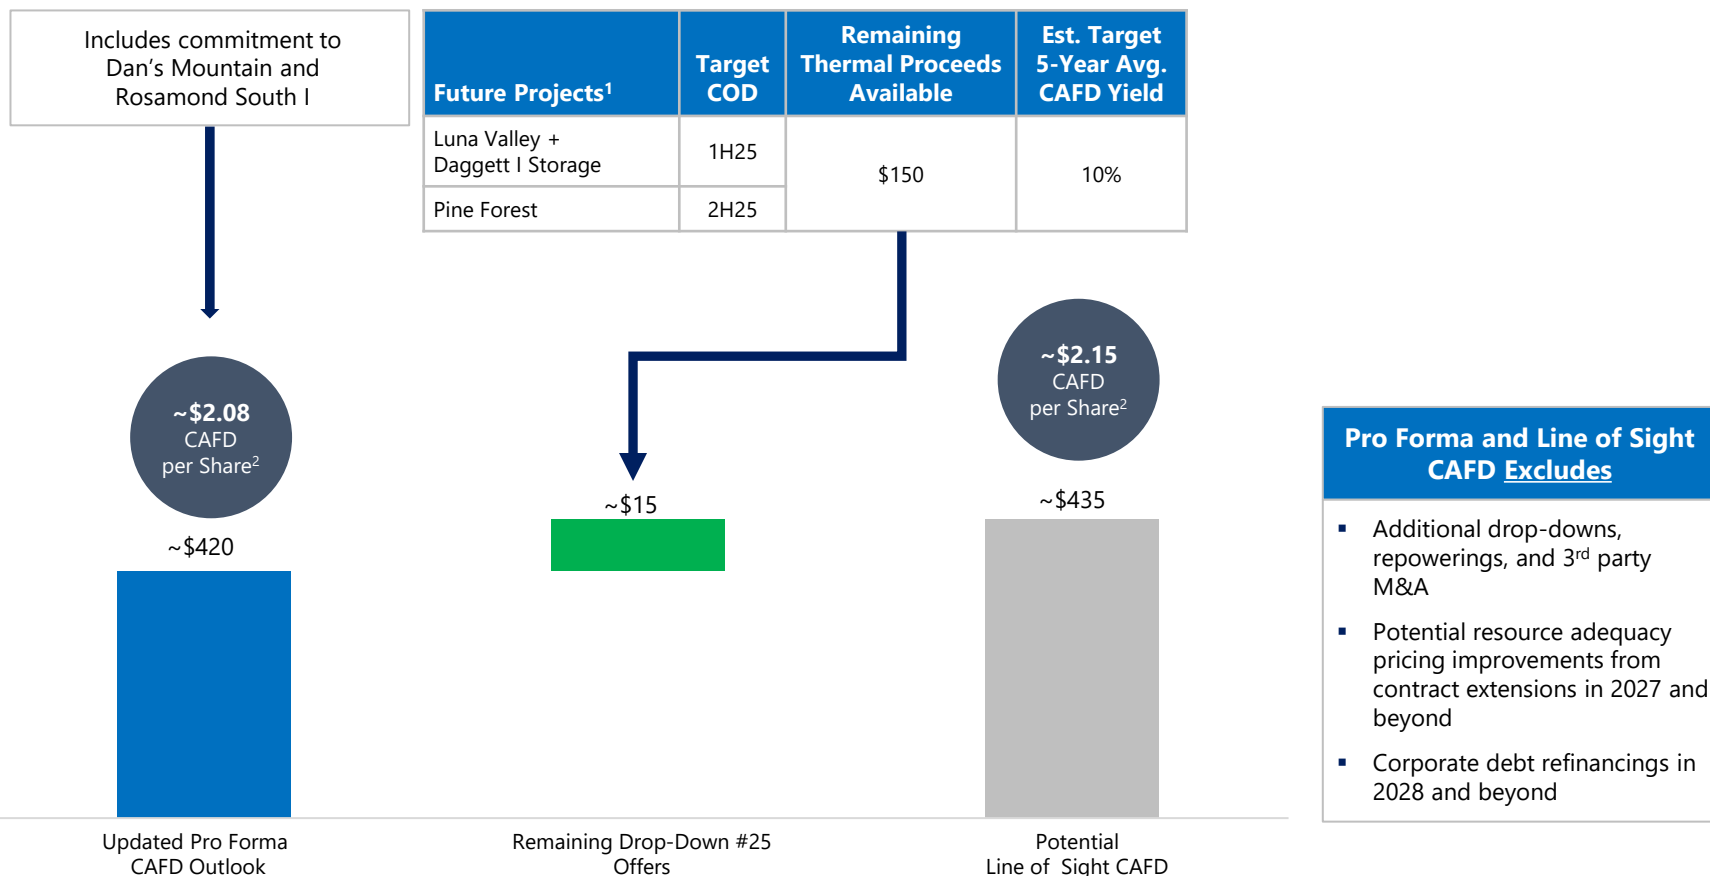 Includes commitment to
Dan’s Mountain and
Rosamond South I
Future Projects1
Target
COD
Remaining
Thermal Proceeds
Available
Est. Target
5-Year Avg.
CAFD Yield
Luna Valley +
Daggett I Storage
1H25
$150
10%
Pine Forest
2H25
~$2.08
CAFD
per Share2
~$420
~$15
~$2.15
CAFD
per Share2
~$435
Pro Forma and Line of Sight
CAFD Excludes
▪ Additional drop-downs,
repowerings, and 3rd party
M&A
▪ Potential resource adequacy
pricing improvements from
contract extensions in 2027 and
beyond
▪ Corporate debt refinancings in
2028 and beyond
Updated Pro Forma
CAFD Outlook
Remaining Drop-Down #25
Offers
Potential
Line of Sight CAFD